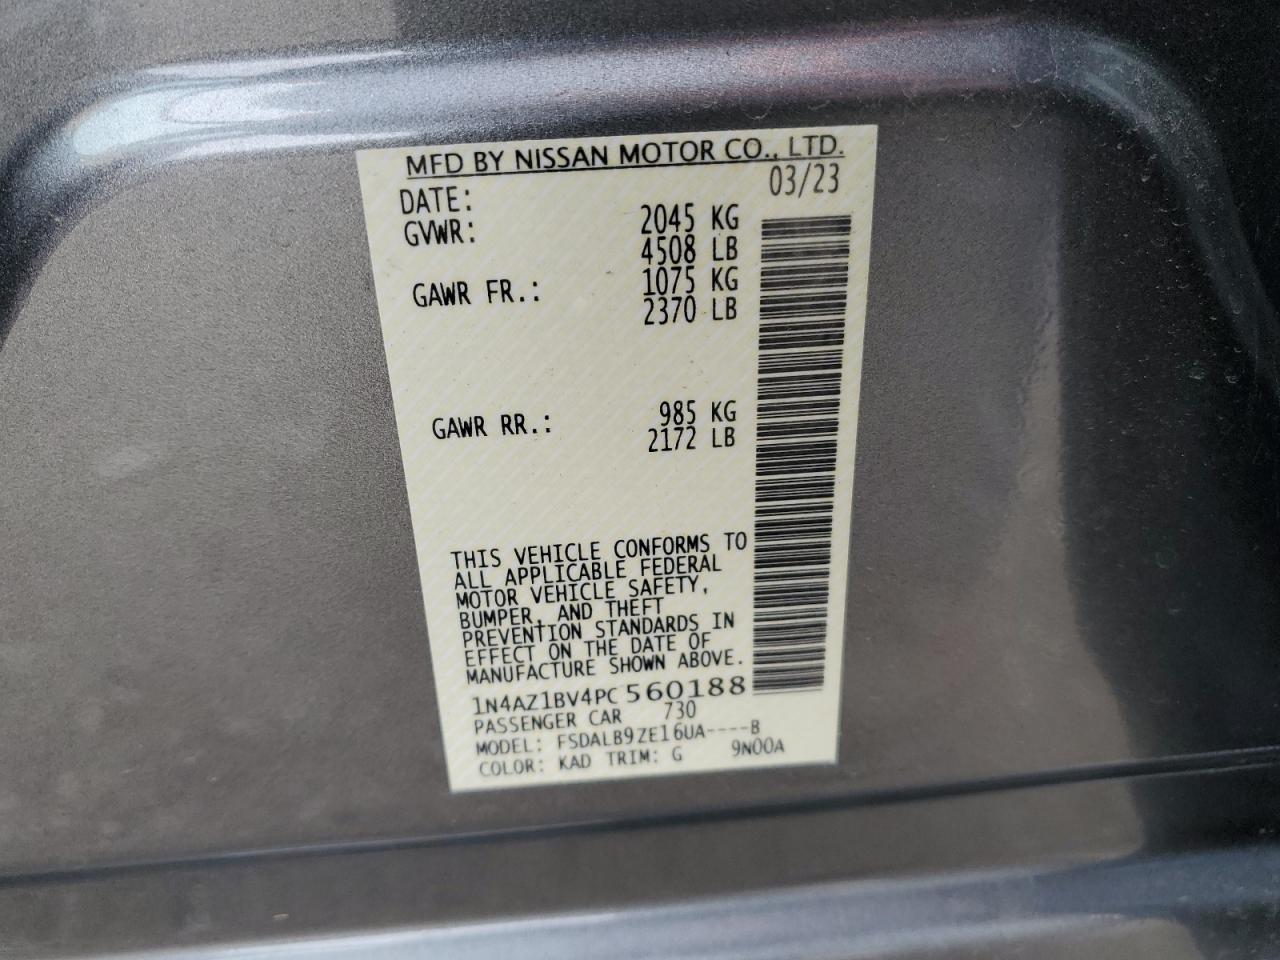 MFD BY NISSAN MOTOR CO., LTD.
DATE: 03/23
GVWR: 2045 KG
4508 LB
GAWR FR.: 1075 KG
2370 LB
GAWR RR.: 985 KG
2172 LB
THIS VEHICLE CONFORMS TO
ALL APPLICABLE FEDERAL
MOTOR VEHICLE SAFETY,
BUMPER, AND THEFT
PREVENTION STANDARDS IN
EFFECT ON THE DATE OF
MANUFACTURE SHOWN ABOVE.
1N4AZ1BV4PC560188
PASSENGER CAR 730
MODEL: FSDALB9ZE16UA----B
COLOR: KAD TRIM: G 9N00A